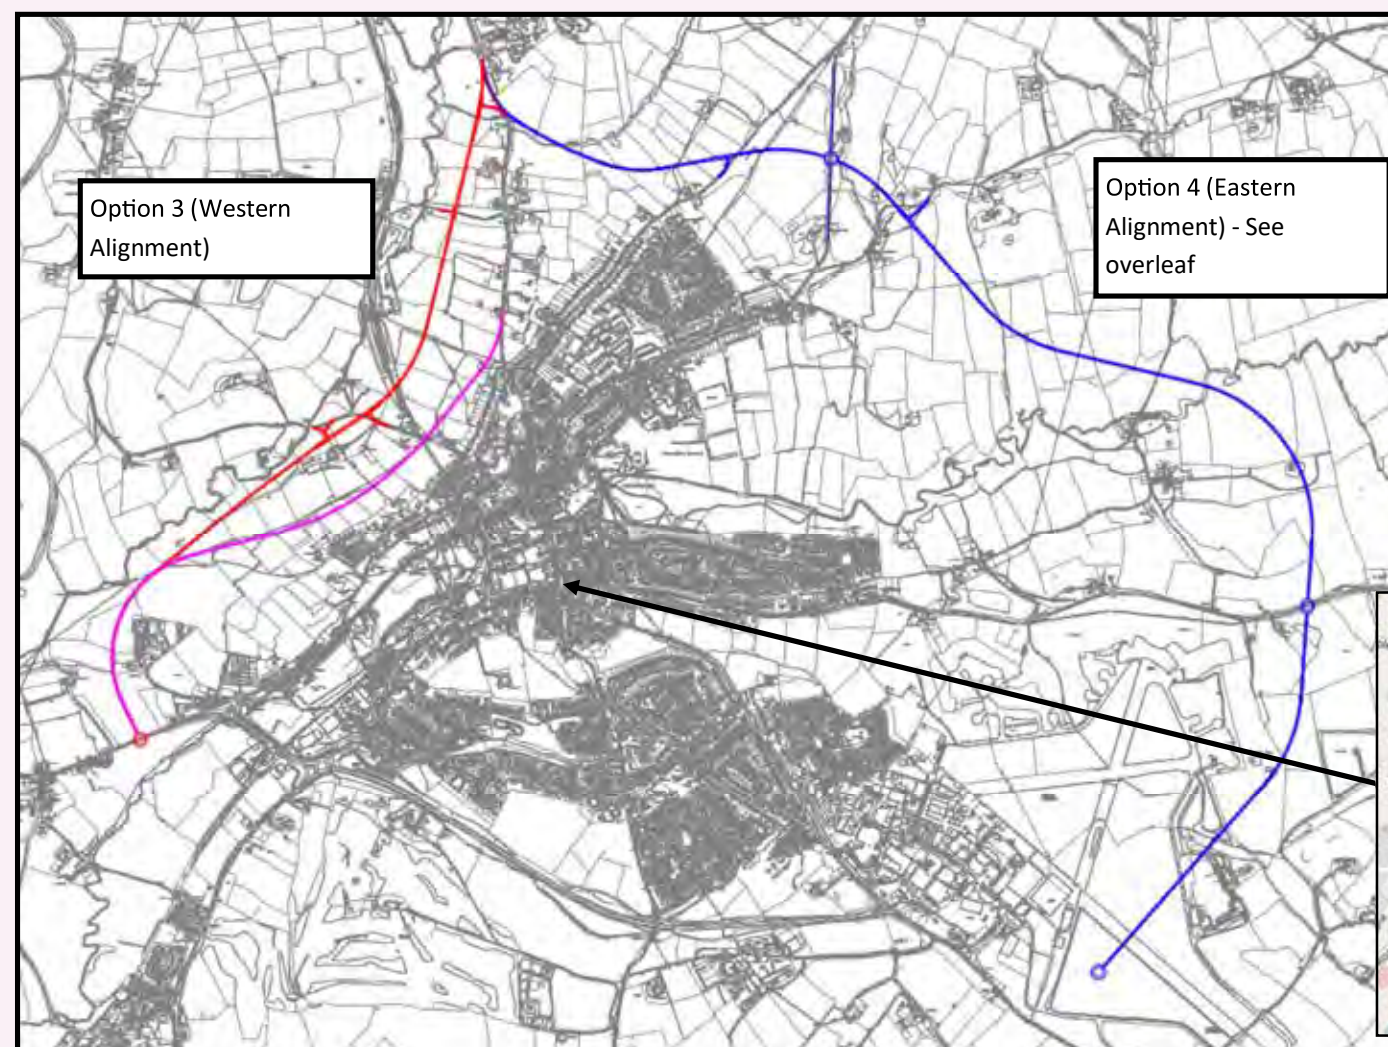 Option 3 (Western
Alignment)
Option 4 (Eastern
Alignment) - See
overleaf